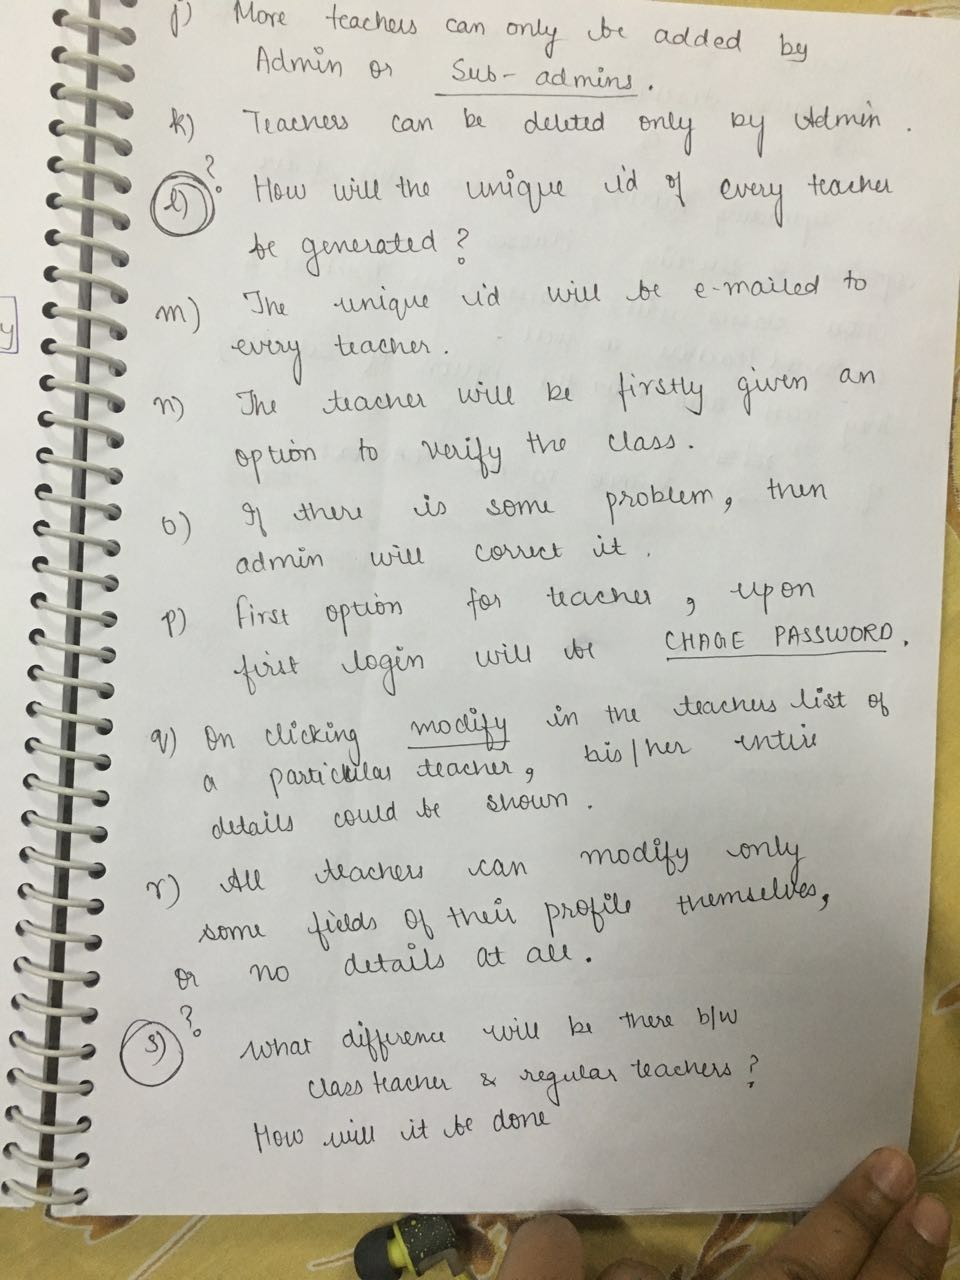 j) More teachers can only be added by
Admin or Sub-admins.
k) Teachers can be deleted only by Admin.
l)? How will the unique id of every teacher
be generated?
m) The unique id will be e-mailed to
every teacher.
n) The teacher will be firstly given an
option to verify the class.
o) If there is some problem, then
admin will correct it.
p) First option for teacher, upon
first login will be CHAGE PASSWORD.
q) On clicking modify in the teachers list of
a particular teacher, his/her entire
details could be shown.
r) All teachers can modify only
some fields of their profile themselves,
or no details at all.
s)? What difference will be there b/w
class teacher & regular teachers?
How will it be done
y